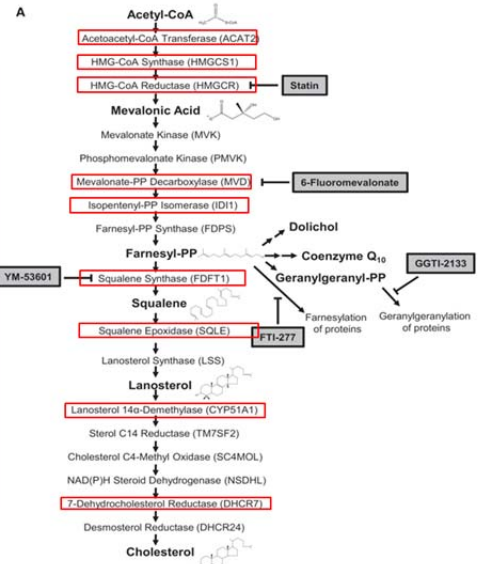 A
Acetyl-CoA
Acetoacetyl-CoA Transferase (ACAT2)
HMG-CoA Synthase (HMGCS1)
HMG-CoA Reductase (HMGCR)
Statin
Mevalonic Acid
Mevalonate Kinase (MVK)
Phosphomevalonate Kinase (PMVK)
Mevalonate-PP Decarboxylase (MVD)
6-Fluoromevalonate
Isopentenyl-PP Isomerase (IDI1)
Farnesyl-PP Synthase (FDPS)
Dolichol
Farnesyl-PP
Coenzyme Q10
GGTI-2133
YM-53601
Squalene Synthase (FDFT1)
Geranylgeranyl-PP
Squalene
Farnesylation
of proteins
Geranylgeranylation
of proteins
Squalene Epoxidase (SQLE)
FTI-277
Lanosterol Synthase (LSS)
Lanosterol
Lanosterol 14α-Demethylase (CYP51A1)
Sterol C14 Reductase (TM7SF2)
Cholesterol C4-Methyl Oxidase (SC4MOL)
NAD(P)H Steroid Dehydrogenase (NSDHL)
7-Dehydrocholesterol Reductase (DHCR7)
Desmosterol Reductase (DHCR24)
Cholesterol